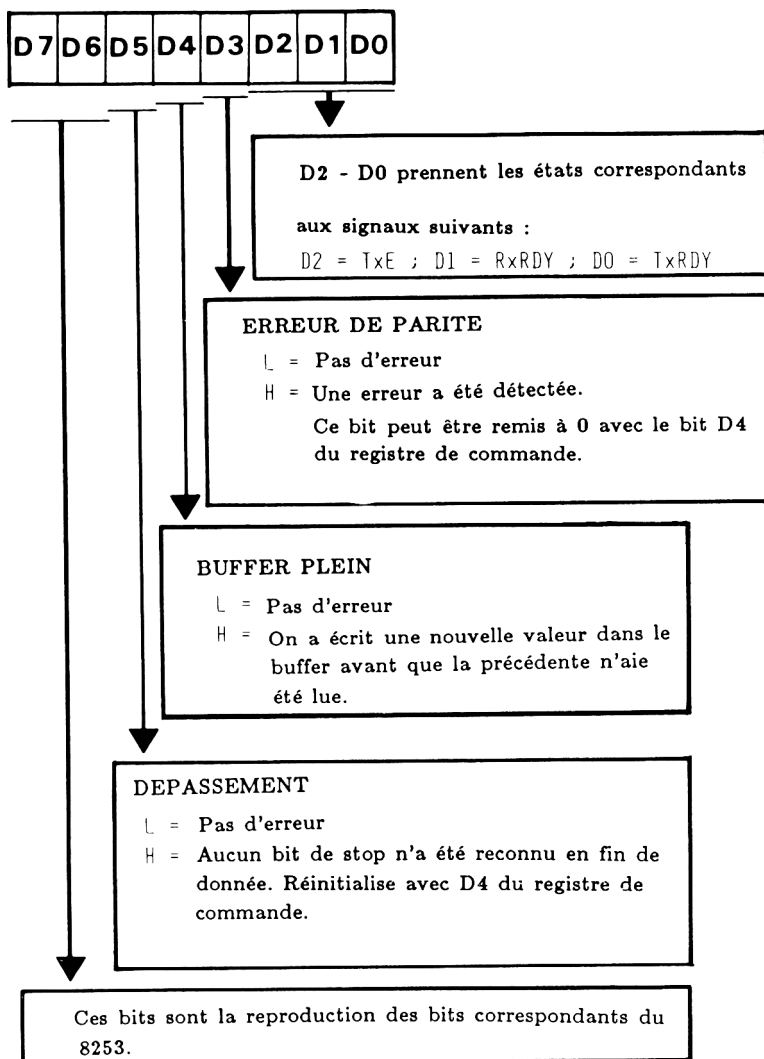 D7 D6 D5 D4 D3 D2 D1 D0
D2 - D0 prennent les états correspondants
aux signaux suivants :
D2 = TxE ; D1 = RxRDY ; D0 = TxRDY
ERREUR DE PARITE
L = Pas d'erreur
H = Une erreur a été détectée.
Ce bit peut être remis à 0 avec le bit D4
du registre de commande.
BUFFER PLEIN
L = Pas d'erreur
H = On a écrit une nouvelle valeur dans le
buffer avant que la précédente n'aie
été lue.
DEPASSEMENT
L = Pas d'erreur
H = Aucun bit de stop n'a été reconnu en fin de
donnée. Réinitialise avec D4 du registre de
commande.
Ces bits sont la reproduction des bits correspondants du
8253.